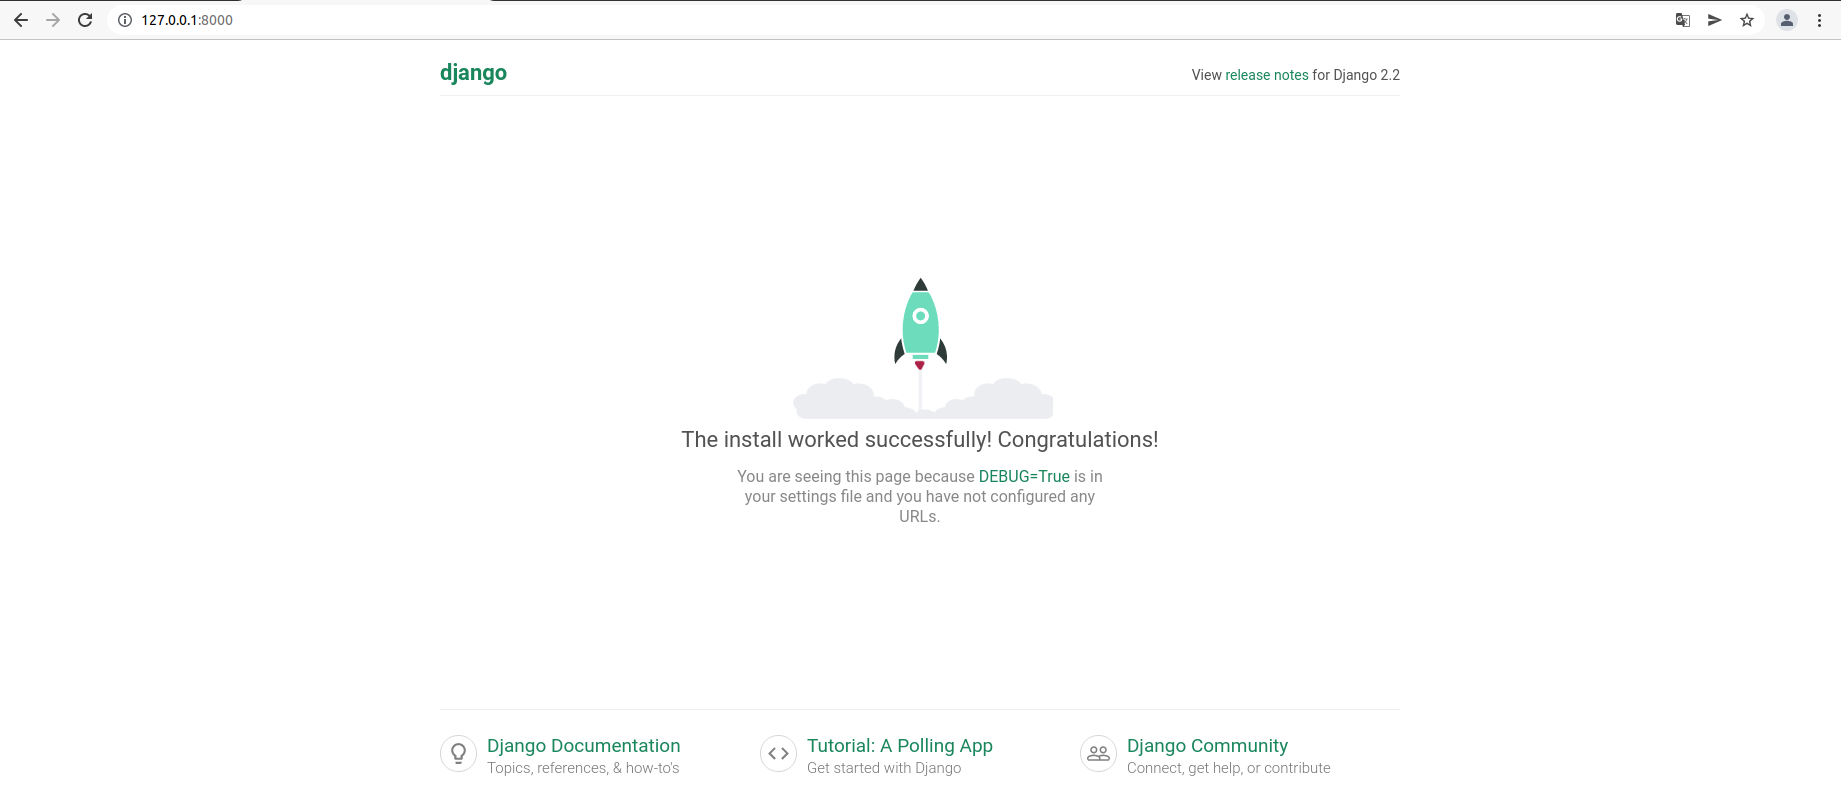 127.0.0.1:8000
django
View release notes for Django 2.2
The install worked successfully! Congratulations!
You are seeing this page because DEBUG=True is in
your settings file and you have not configured any
URLs.
Django Documentation
Topics, references, & how-to's
Tutorial: A Polling App
Get started with Django
Django Community
Connect, get help, or contribute